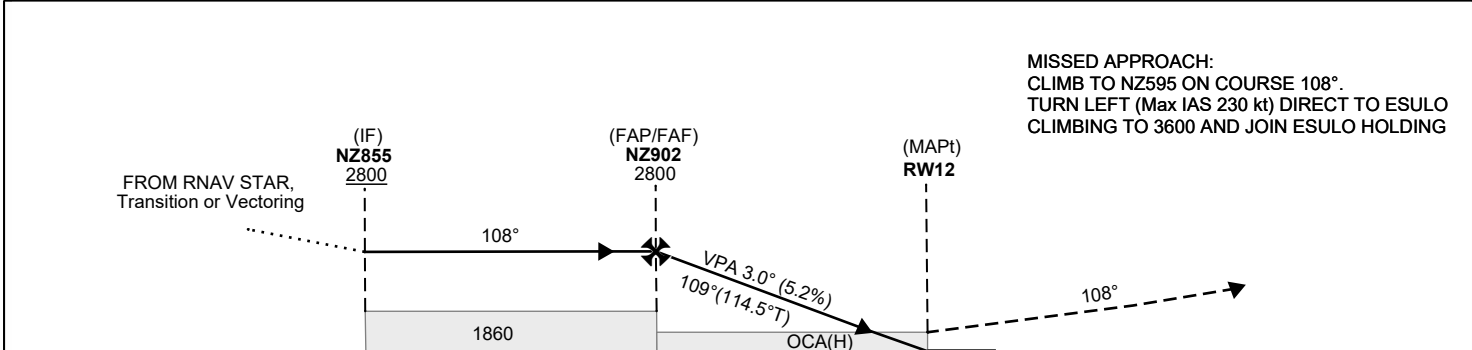 MISSED APPROACH:
CLIMB TO NZ595 ON COURSE 108°.
TURN LEFT (Max IAS 230 kt) DIRECT TO ESULO
CLIMBING TO 3600 AND JOIN ESULO HOLDING
(IF)
NZ855
2800
(FAP/FAF)
NZ902
2800
(MAPt)
RW12
FROM RNAV STAR,
Transition or Vectoring
108°
VPA 3.0° (5.2%)
109°(114.5°T)
108°
1860
OCA(H)